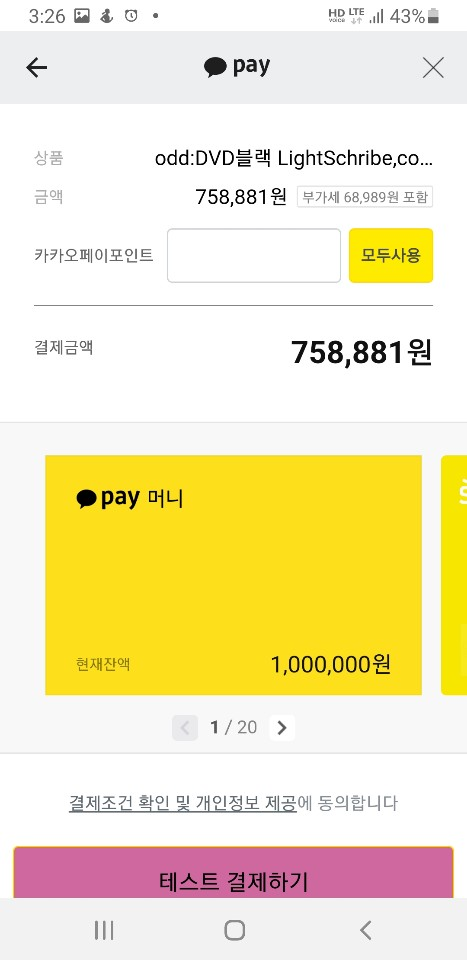 3:26 HD voice LTE 43%
pay
상품 odd:DVD블랙 LightSchribe,co...
금액 758,881원 부가세 68,989원 포함
카카오페이포인트 모두사용
결제금액 758,881원
pay 머니
현재잔액 1,000,000원
1 / 20
결제조건 확인 및 개인정보 제공에 동의합니다
테스트 결제하기